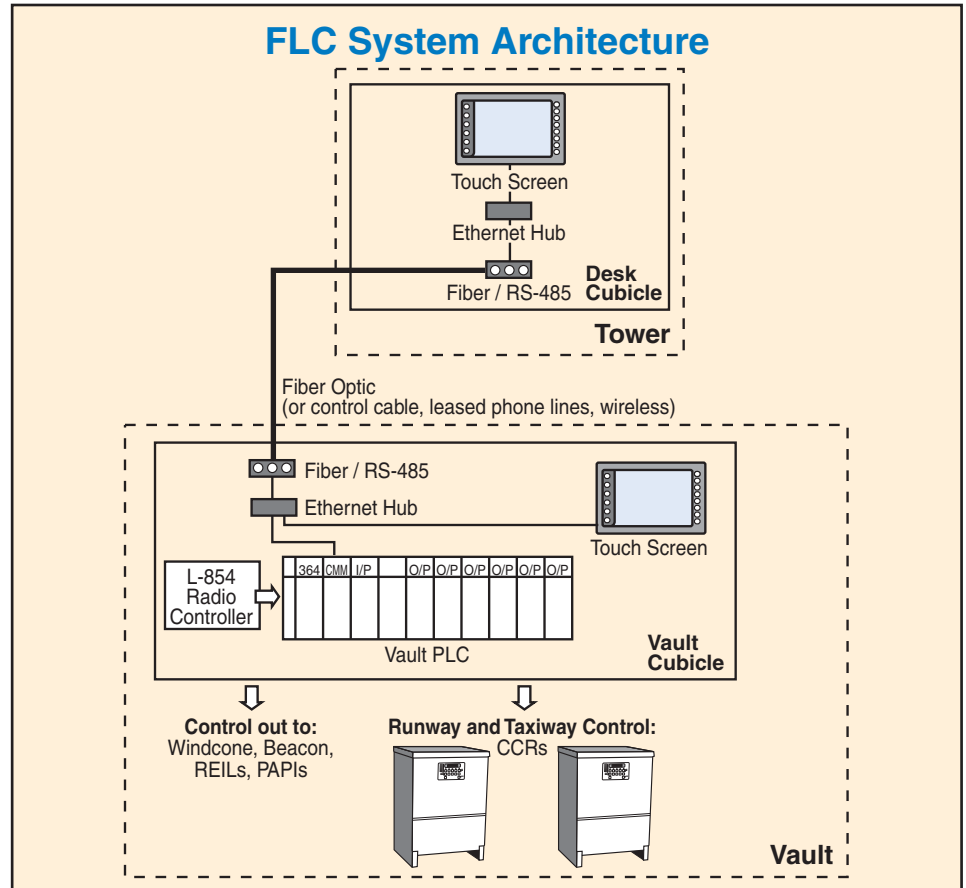 FLC System Architecture
Touch Screen
Ethernet Hub
Fiber / RS-485
Desk
Cubicle
Tower
Fiber Optic
(or control cable, leased phone lines, wireless)
Fiber / RS-485
Ethernet Hub
Touch Screen
L-854
Radio
Controller
364 CMM I/P O/P O/P O/P O/P O/P O/P
Vault PLC
Vault
Cubicle
Control out to:
Windcone, Beacon,
REILs, PAPIs
Runway and Taxiway Control:
CCRs
Vault